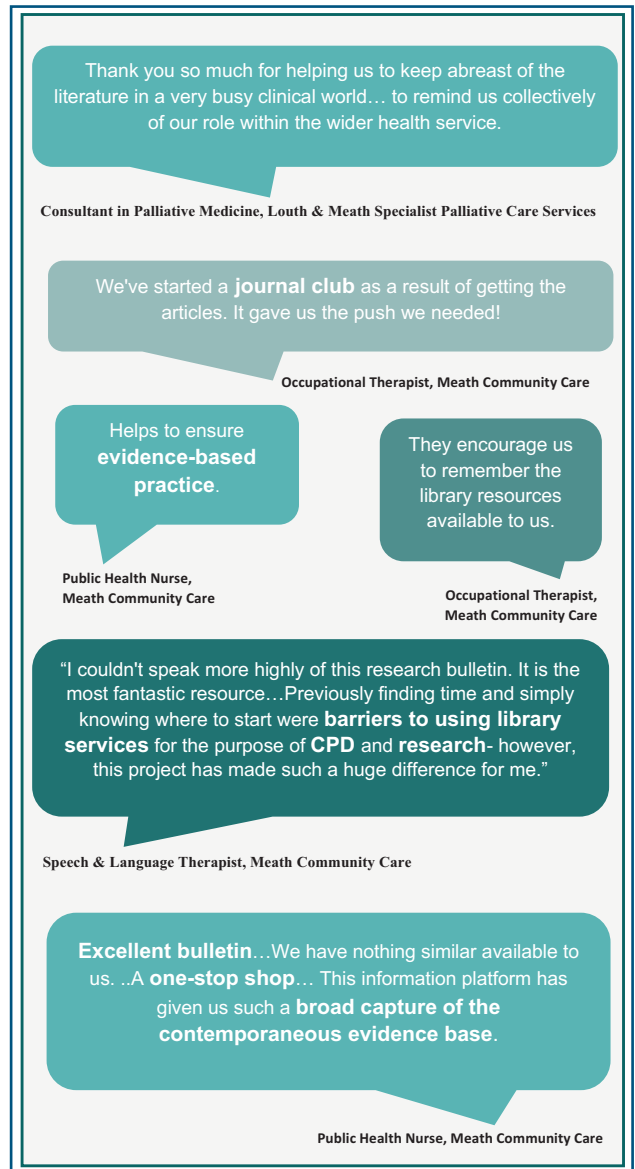 Thank you so much for helping us to keep abreast of the
literature in a very busy clinical world… to remind us collectively
of our role within the wider health service.
Consultant in Palliative Medicine, Louth & Meath Specialist Palliative Care Services
We've started a journal club as a result of getting the
articles. It gave us the push we needed!
Occupational Therapist, Meath Community Care
Helps to ensure
evidence-based
practice.
Public Health Nurse,
Meath Community Care
They encourage us
to remember the
library resources
available to us.
Occupational Therapist,
Meath Community Care
“I couldn't speak more highly of this research bulletin. It is the
most fantastic resource…Previously finding time and simply
knowing where to start were barriers to using library
services for the purpose of CPD and research- however,
this project has made such a huge difference for me.”
Speech & Language Therapist, Meath Community Care
Excellent bulletin…We have nothing similar available to
us. ..A one-stop shop… This information platform has
given us such a broad capture of the
contemporaneous evidence base.
Public Health Nurse, Meath Community Care